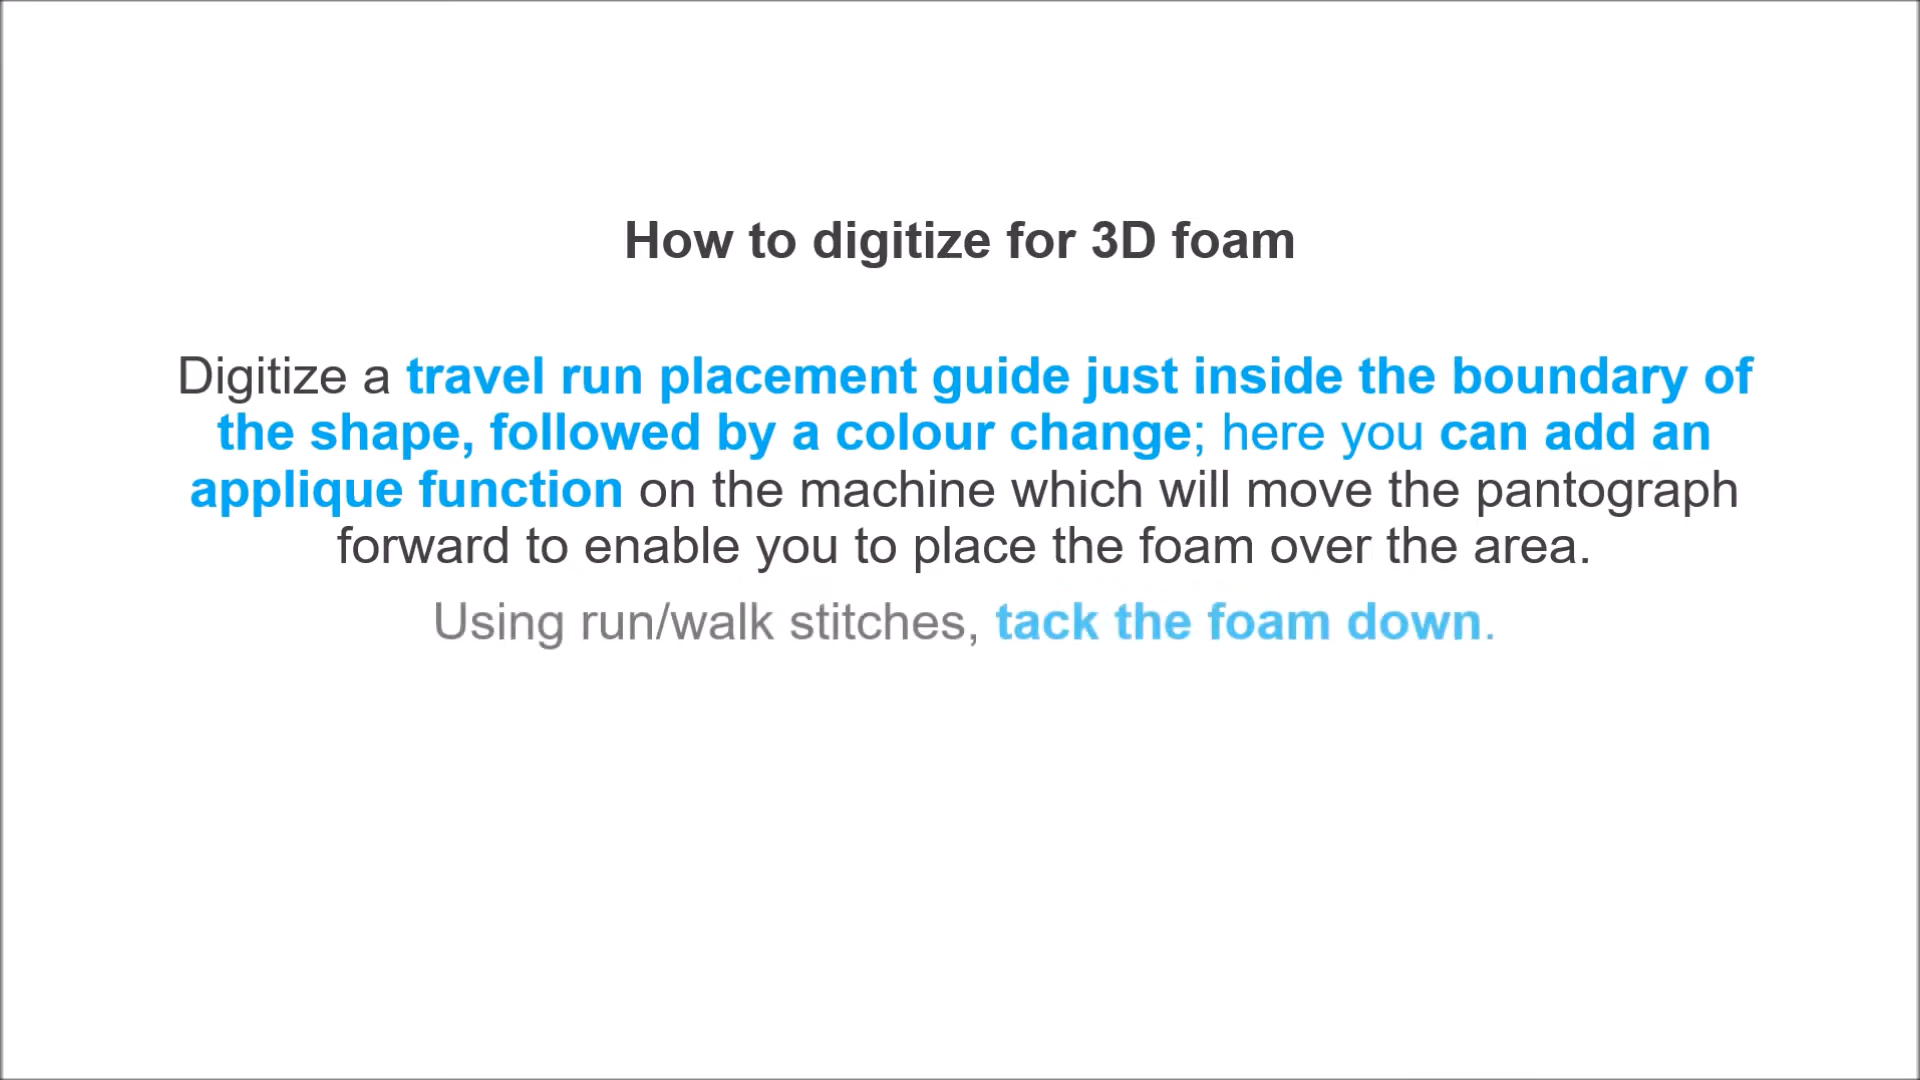 How to digitize for 3D foam
Digitize a travel run placement guide just inside the boundary of
the shape, followed by a colour change; here you can add an
applique function on the machine which will move the pantograph
forward to enable you to place the foam over the area.
Using run/walk stitches, tack the foam down.